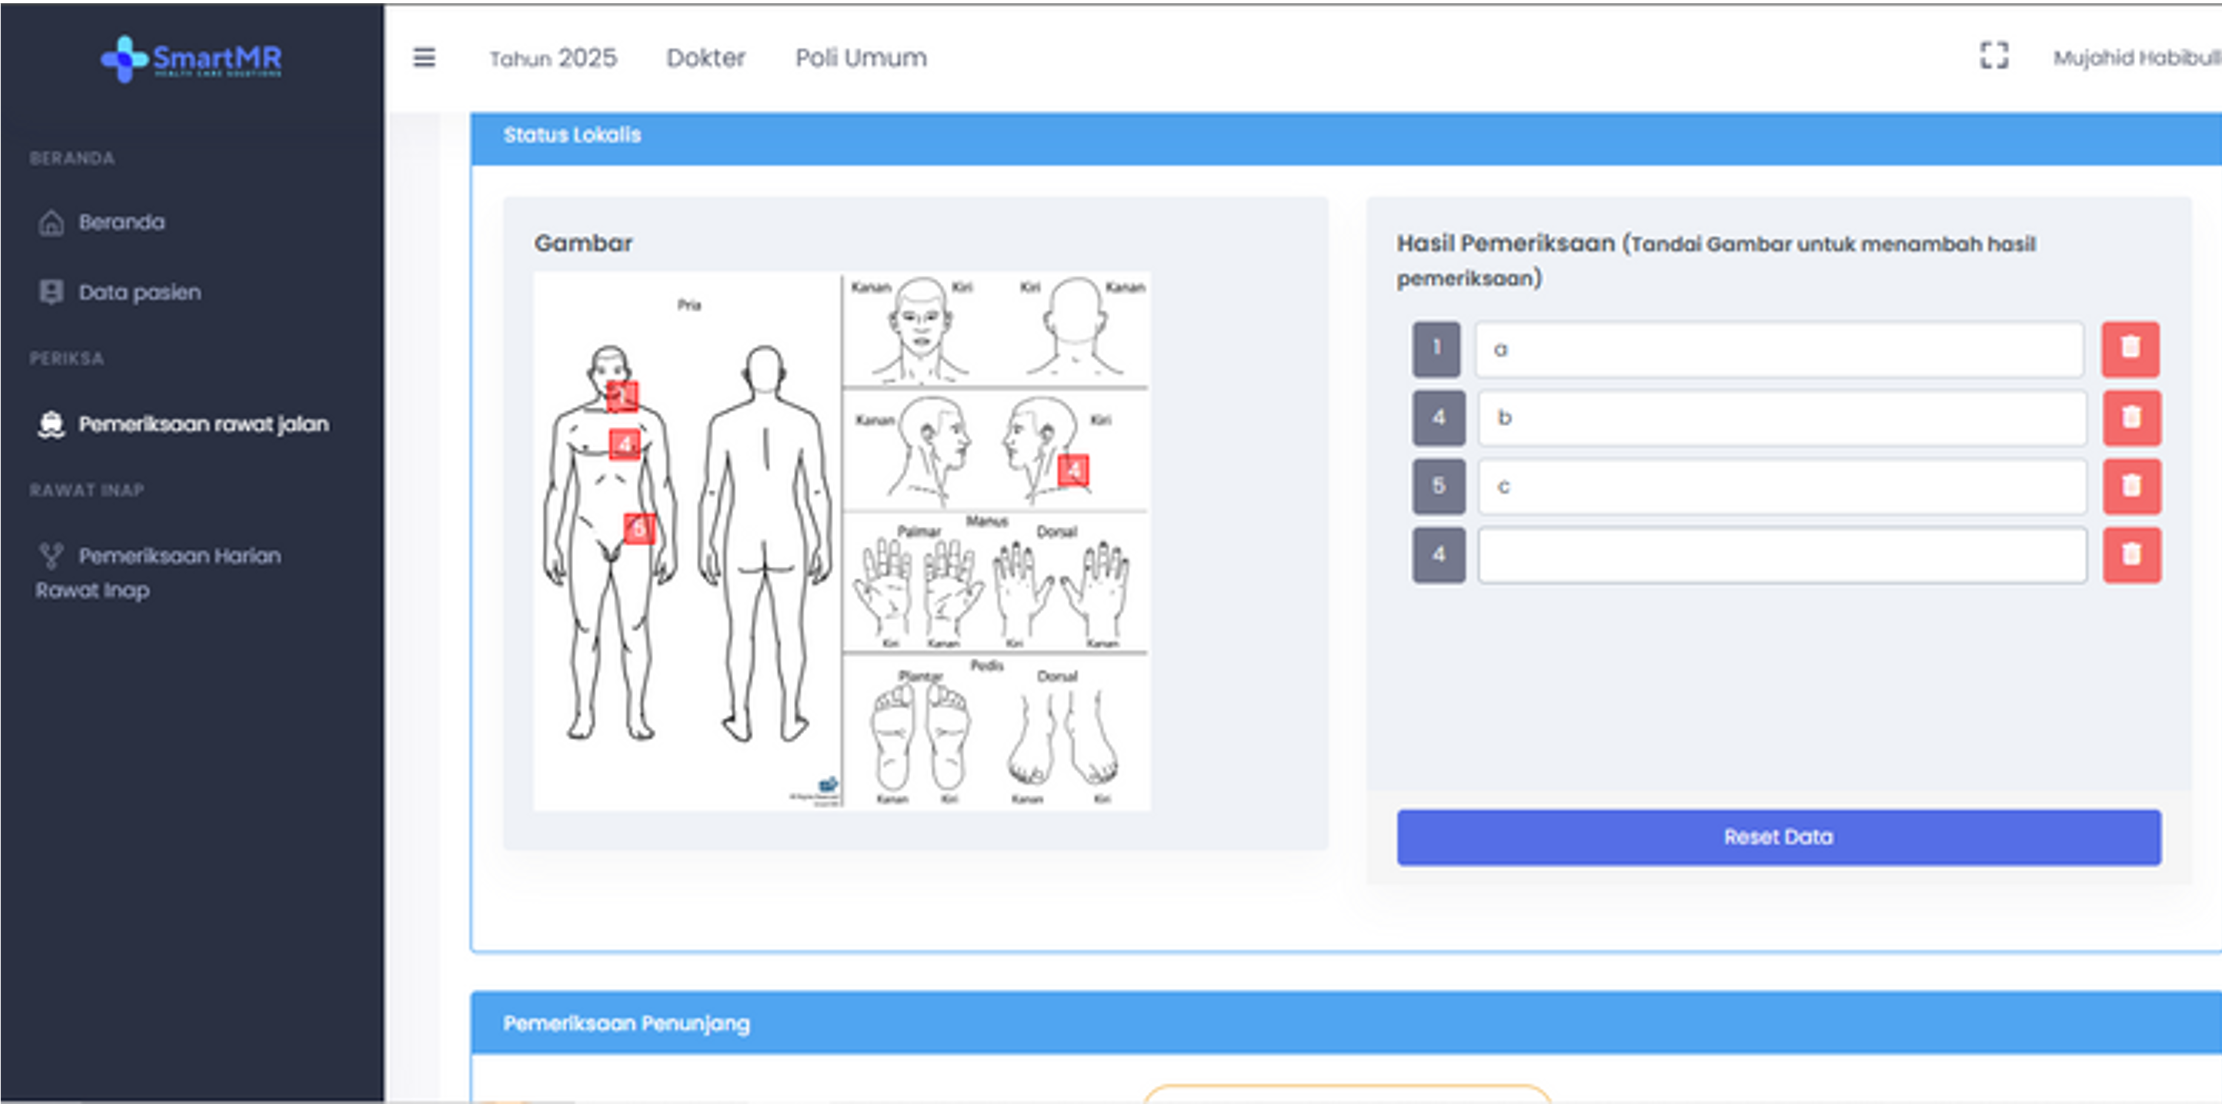 SmartMR
HEALTH CARE SOLUTIONS
Tahun 2025 Dokter Poli Umum
Mujahid Habibull
BERANDA
Beranda
Data pasien
PERIKSA
Pemeriksaan rawat jalan
RAWAT INAP
Pemeriksaan Harian
Rawat Inap
Status Lokalis
Gambar
Pria
1
4
5
Kanan Kiri Kiri Kanan
Kanan Kiri
4
Manus
Palmar Dorsal
Kiri Kanan Kiri Kanan
Pedis
Plantar Dorsal
Kanan Kiri Kanan Kiri
Hasil Pemeriksaan (Tandai Gambar untuk menambah hasil
pemeriksaan)
1 a
4 b
5 c
4
Reset Data
Pemeriksaan Penunjang